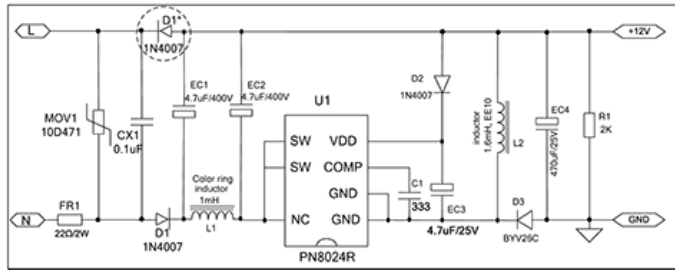 L
D1*
1N4007
+12V
MOV1
10D471
CX1
0.1uF
EC1
4.7uF/400V
EC2
4.7uF/400V
U1
D2
1N4007
inductor
1.6mH, EE10
L2
EC4
470uF/25V
R1
2K
SW
SW
NC
VDD
COMP
GND
GND
C1
333
EC3
4.7uF/25V
Color ring
inductor
1mH
L1
N
FR1
22Ω/2W
D1
1N4007
PN8024R
D3
BYV26C
GND